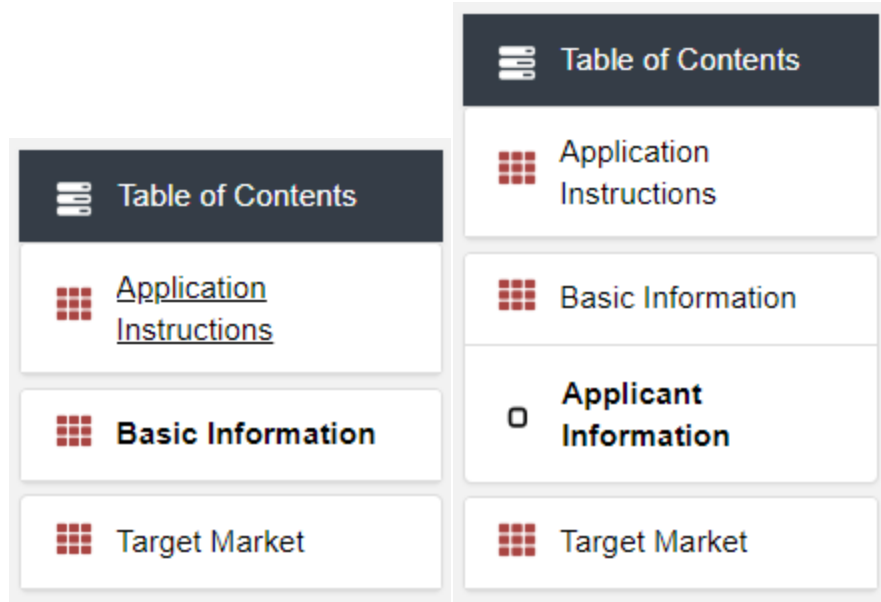 Table of Contents
Application
Instructions
Basic Information
Target Market
Table of Contents
Application
Instructions
Basic Information
Applicant
Information
Target Market